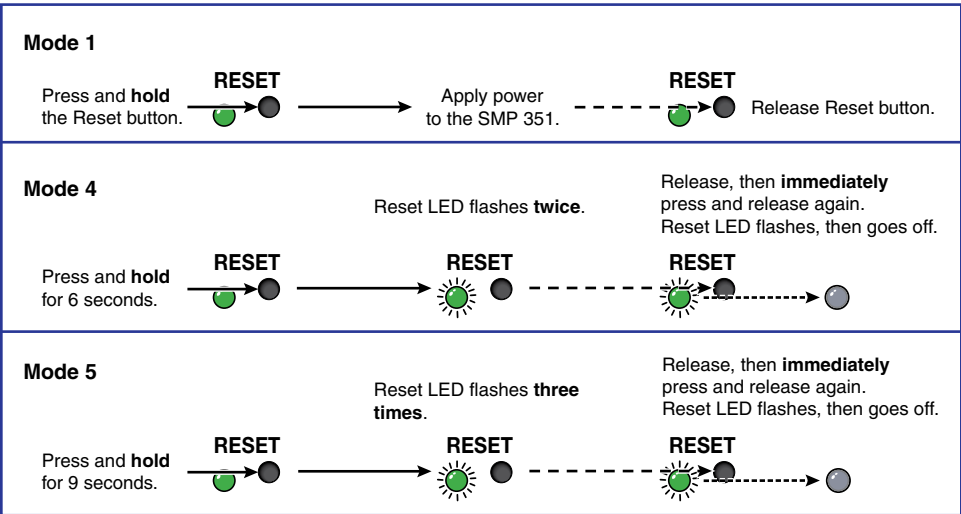 Mode 1
Press and hold
the Reset button.
RESET
Apply power
to the SMP 351.
RESET
Release Reset button.
Mode 4
Press and hold
for 6 seconds.
RESET
Reset LED flashes twice.
RESET
Release, then immediately
press and release again.
Reset LED flashes, then goes off.
RESET
Mode 5
Press and hold
for 9 seconds.
RESET
Reset LED flashes three
times.
RESET
Release, then immediately
press and release again.
Reset LED flashes, then goes off.
RESET